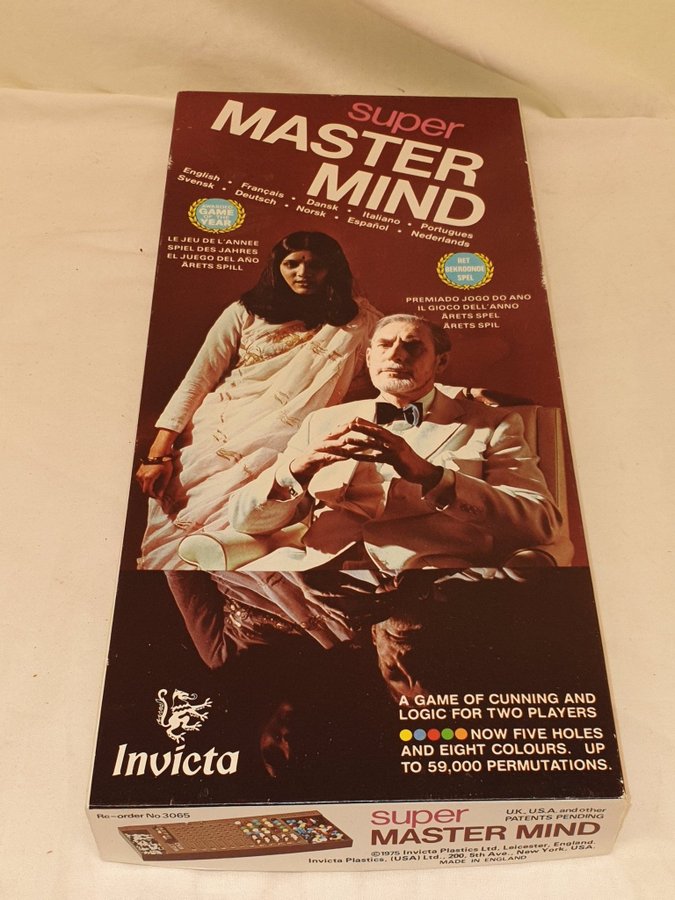 super
MASTER
MIND
English • Français • Dansk • Italiano • Portugues
Svensk • Deutsch • Norsk • Español • Nederlands
AWARDED
GAME
OF THE
YEAR
LE JEU DE L'ANNEE
SPIEL DES JAHRES
EL JUEGO DEL AÑO
ÅRETS SPILL
HET
BEKROONDE
SPEL
PREMIADO JOGO DO ANO
IL GIOCO DELL'ANNO
ÅRETS SPEL
ÅRETS SPIL
Invicta
A GAME OF CUNNING AND
LOGIC FOR TWO PLAYERS
NOW FIVE HOLES
AND EIGHT COLOURS. UP
TO 59,000 PERMUTATIONS.
Re-order No 3065
super
MASTER MIND
U.K., U.S.A. and other
PATENTS PENDING
©1975 Invicta Plastics Ltd, Leicester, England.
Invicta Plastics, (USA) Ltd., 200, 5th Ave., New York, USA.
MADE IN ENGLAND